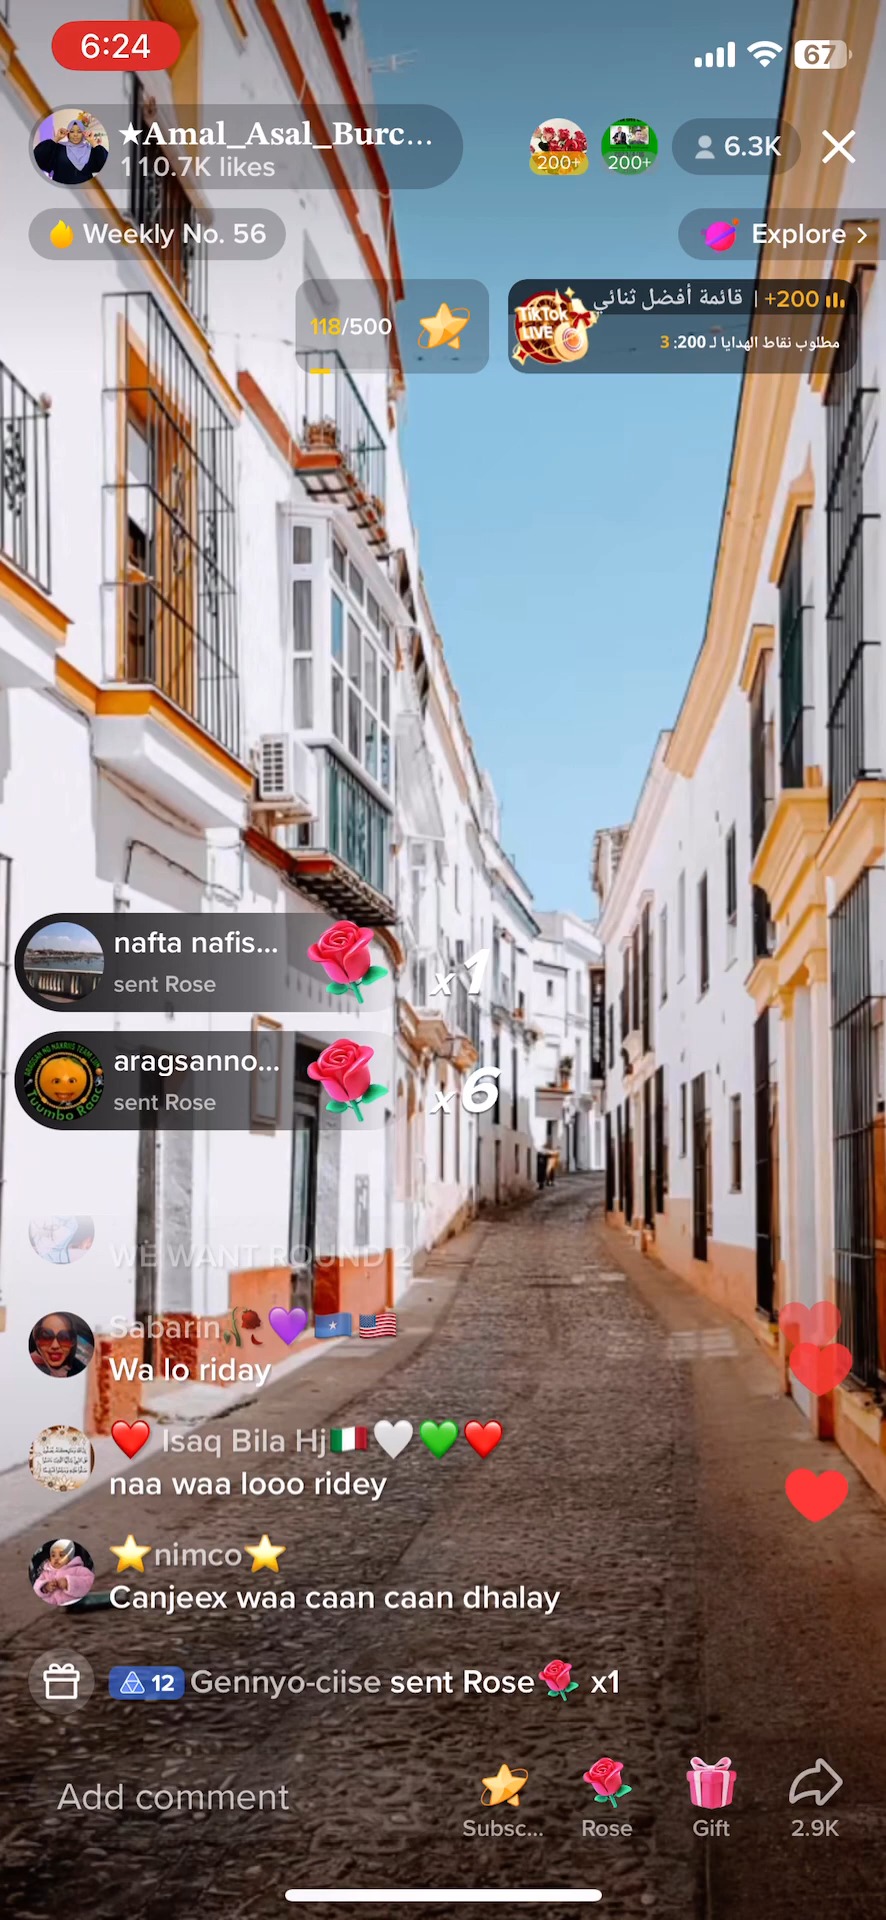 6:24
67
★Amal_Asal_Burc...
110.7K likes
200+
200+
6.3K
Weekly No. 56
Explore >
118/500
TikTok
LIVE
قائمة أفضل ثنائي | +200
مطلوب نقاط الهدايا لـ 200: 3
nafta nafis...
sent Rose
x1
aragsanno...
sent Rose
x6
Tuumbo Raac
WE WANT ROUND 2
Sabarin🥀💜🇸🇴🇺🇸
Wa lo riday
❤️ Isaq Bila Hj🇮🇹🤍💚❤️
naa waa looo ridey
⭐nimco⭐
Canjeex waa caan caan dhalay
12 Gennyo-ciise sent Rose🌹 x1
Add comment
Subsc...
Rose
Gift
2.9K